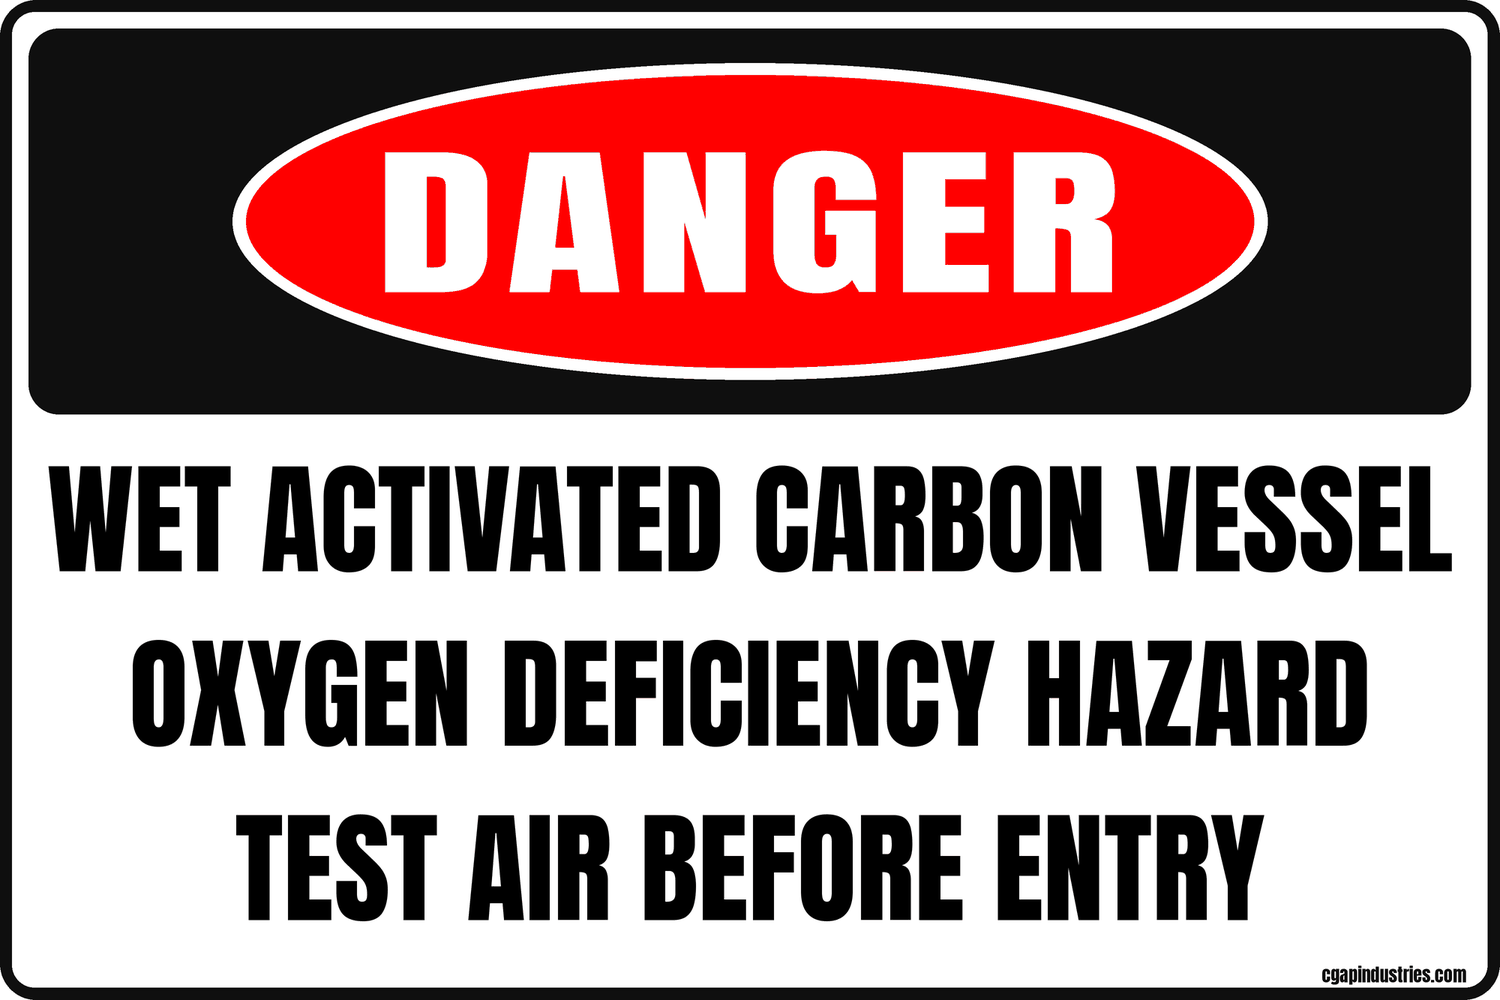 DANGER
WET ACTIVATED CARBON VESSEL
OXYGEN DEFICIENCY HAZARD
TEST AIR BEFORE ENTRY
cgapindustries.com